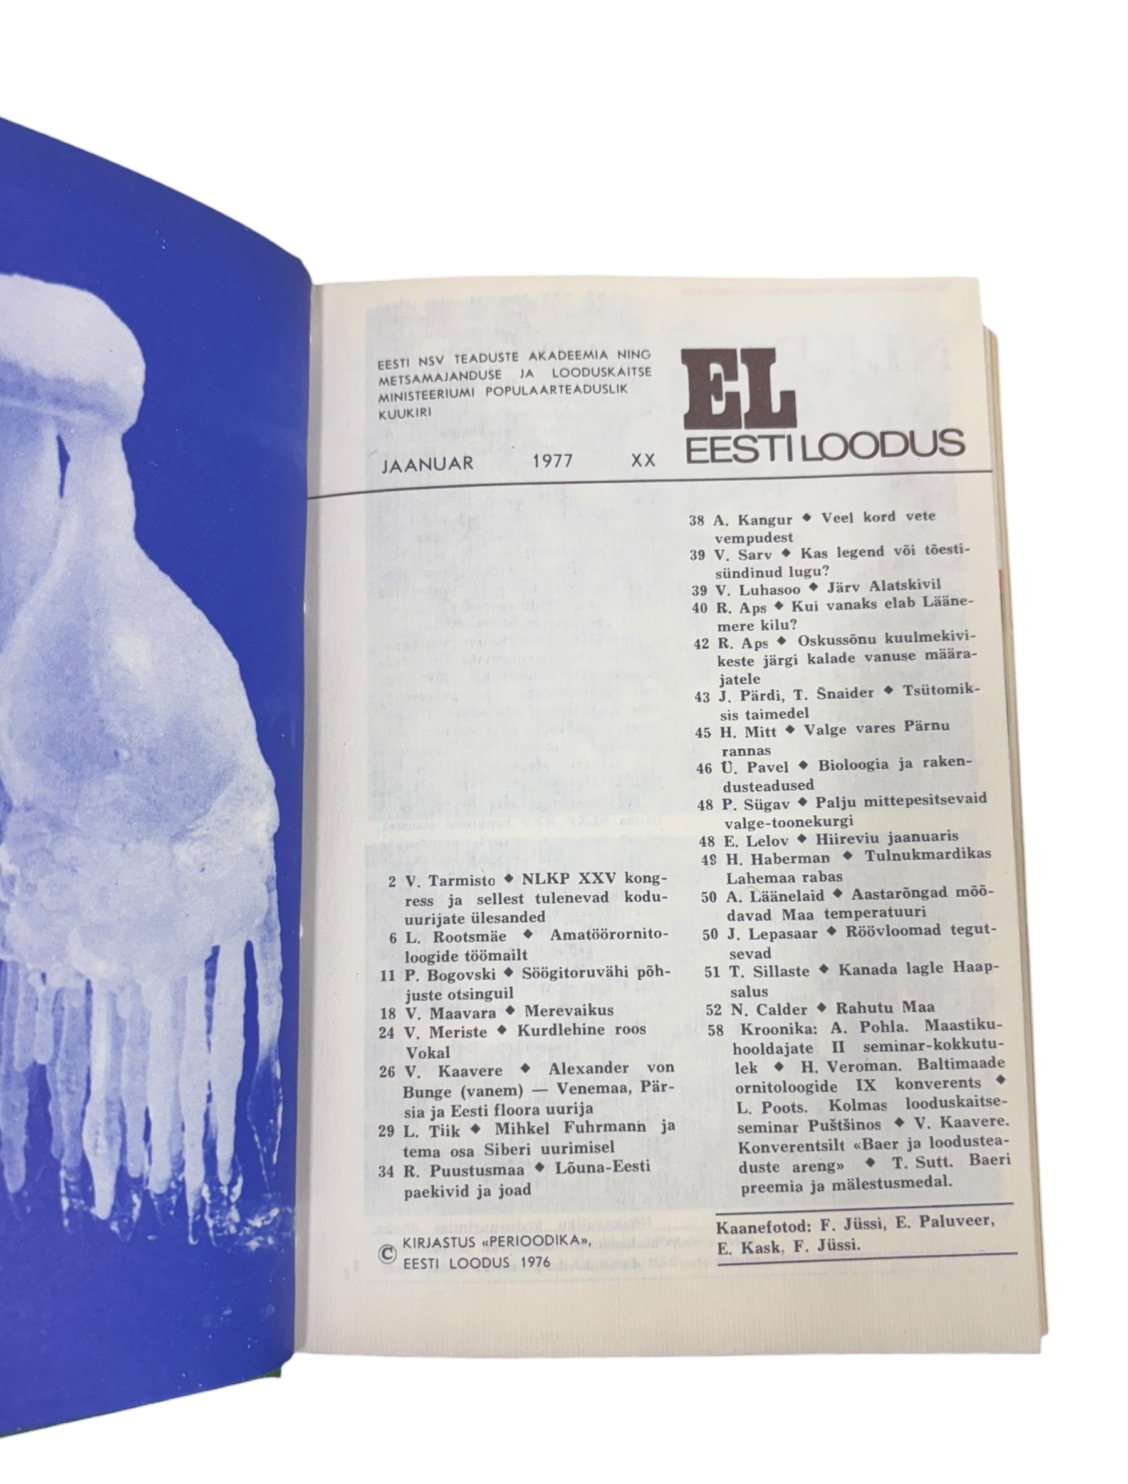 EESTI NSV TEADUSTE AKADEEMIA NING
METSAMAJANDUSE JA LOODUSKAITSE
MINISTEERIUMI POPULAARTEADUSLIK
KUUKIRI
JAANUAR 1977 XX
EL
EESTI LOODUS
2 V. Tarmisto ◆ NLKP XXV kong-
ress ja sellest tulenevad kodu-
uurijate ülesanded
6 L. Rootsmäe ◆ Amatöörornito-
loogide töömailt
11 P. Bogovski ◆ Söögitoruvähi põh-
juste otsinguil
18 V. Maavara ◆ Merevaikus
24 V. Meriste ◆ Kurdlehine roos
Vokal
26 V. Kaavere ◆ Alexander von
Bunge (vanem) — Venemaa, Pär-
sia ja Eesti floora uurija
29 L. Tiik ◆ Mihkel Fuhrmann ja
tema osa Siberi uurimisel
34 R. Puustusmaa ◆ Lõuna-Eesti
paekivid ja joad
© KIRJASTUS «PERIOODIKA»,
EESTI LOODUS 1976
38 A. Kangur ◆ Veel kord vete
vempudest
39 V. Sarv ◆ Kas legend või tõesti-
sündinud lugu?
39 V. Luhasoo ◆ Järv Alatskivil
40 R. Aps ◆ Kui vanaks elab Lääne-
mere kilu?
42 R. Aps ◆ Oskussõnu kuulmekivi-
keste järgi kalade vanuse määra-
jatele
43 J. Pärdi, T. Šnaider ◆ Tsütomik-
sis taimedel
45 H. Mitt ◆ Valge vares Pärnu
rannas
46 Ü. Pavel ◆ Bioloogia ja raken-
dusteadused
48 P. Sügav ◆ Palju mittepesitsevaid
valge-toonekurgi
48 E. Lelov ◆ Hiireviu jaanuaris
49 H. Haberman ◆ Tulnukmardikas
Lahemaa rabas
50 A. Läänelaid ◆ Aastarõngad mõõ-
davad Maa temperatuuri
50 J. Lepasaar ◆ Röövloomad tegut-
sevad
51 T. Sillaste ◆ Kanada lagle Haap-
salus
52 N. Calder ◆ Rahutu Maa
58 Kroonika: A. Pohla. Maastiku-
hooldajate II seminar-kokkutu-
lek ◆ H. Veroman. Baltimaade
ornitoloogide IX konverents ◆
L. Poots. Kolmas looduskaitse-
seminar Puštšinos ◆ V. Kaavere.
Konverentsilt «Baer ja loodustea-
duste areng» ◆ T. Sutt. Baeri
preemia ja mälestusmedal.
Kaanefotod: F. Jüssi, E. Paluveer,
E. Kask, F. Jüssi.